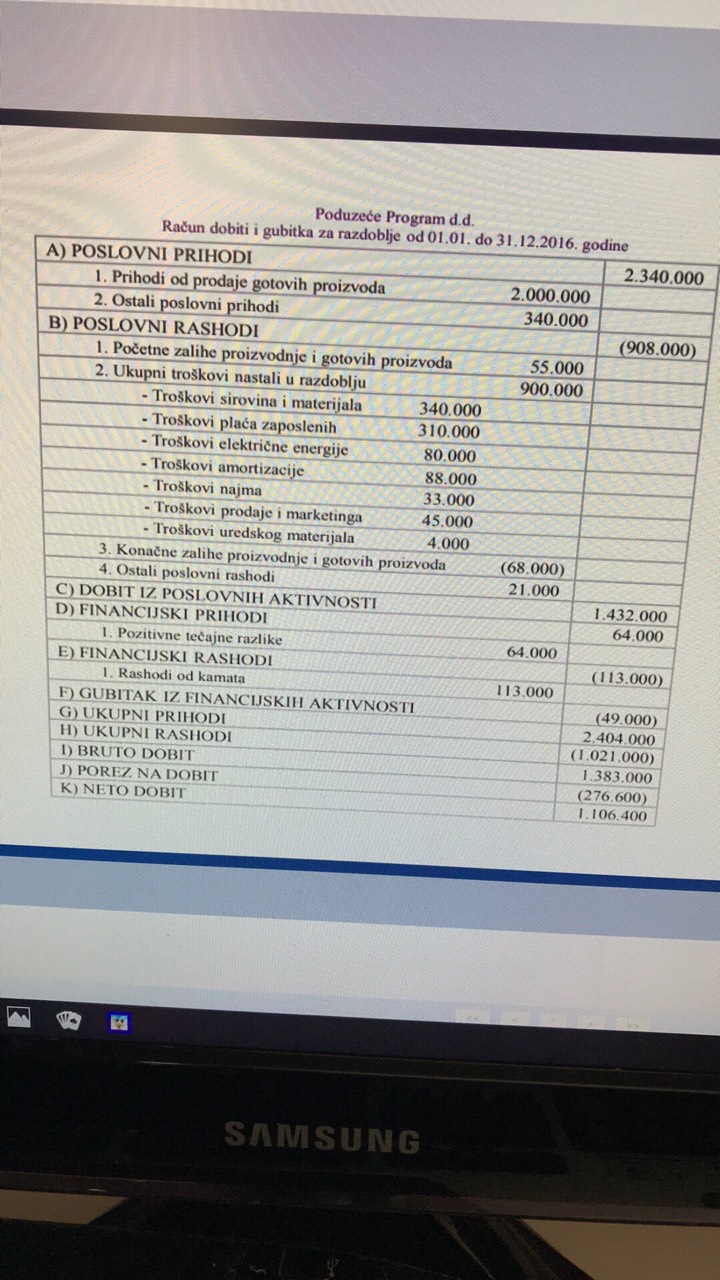 Poduzeće Program d.d.
Račun dobiti i gubitka za razdoblje od 01.01. do 31.12.2016. godine
A) POSLOVNI PRIHODI 2.340.000
1. Prihodi od prodaje gotovih proizvoda 2.000.000
2. Ostali poslovni prihodi 340.000
B) POSLOVNI RASHODI (908.000)
1. Početne zalihe proizvodnje i gotovih proizvoda 55.000
2. Ukupni troškovi nastali u razdoblju 900.000
- Troškovi sirovina i materijala 340.000
- Troškovi plaća zaposlenih 310.000
- Troškovi električne energije 80.000
- Troškovi amortizacije 88.000
- Troškovi najma 33.000
- Troškovi prodaje i marketinga 45.000
- Troškovi uredskog materijala 4.000
3. Konačne zalihe proizvodnje i gotovih proizvoda (68.000)
4. Ostali poslovni rashodi 21.000
C) DOBIT IZ POSLOVNIH AKTIVNOSTI 1.432.000
D) FINANCIJSKI PRIHODI 64.000
1. Pozitivne tečajne razlike 64.000
E) FINANCIJSKI RASHODI (113.000)
1. Rashodi od kamata 113.000
F) GUBITAK IZ FINANCIJSKIH AKTIVNOSTI (49.000)
G) UKUPNI PRIHODI 2.404.000
H) UKUPNI RASHODI (1.021.000)
I) BRUTO DOBIT 1.383.000
J) POREZ NA DOBIT (276.600)
K) NETO DOBIT 1.106.400
SAMSUNG